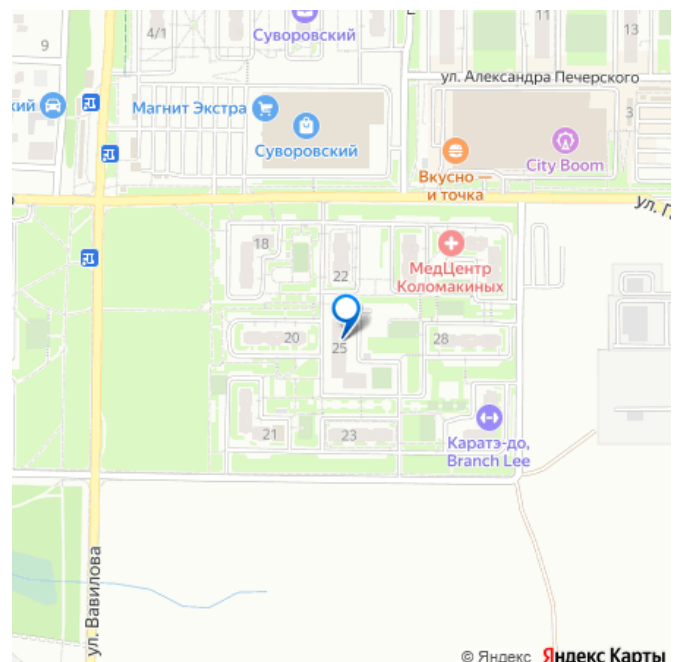 4/1
Суворовский
11
13
9
ул. Александра Печерского
кий
Магнит Экстра
Суворовский
3
City Boom
Вкусно —
и точка
ул. Г
18
22
МедЦентр
Коломакиных
20
25
28
21
23
Каратэ-до,
Branch Lee
ул. Вавилова
© Яндекс Яндекс Карты